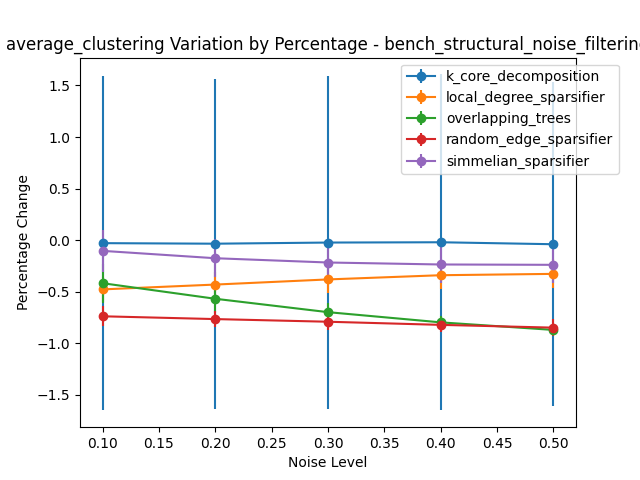 average_clustering Variation by Percentage - bench_structural_noise_filtering
k_core_decomposition
local_degree_sparsifier
overlapping_trees
random_edge_sparsifier
simmelian_sparsifier
Percentage Change
1.5
1.0
0.5
0.0
−0.5
−1.0
−1.5
0.10 0.15 0.20 0.25 0.30 0.35 0.40 0.45 0.50
Noise Level